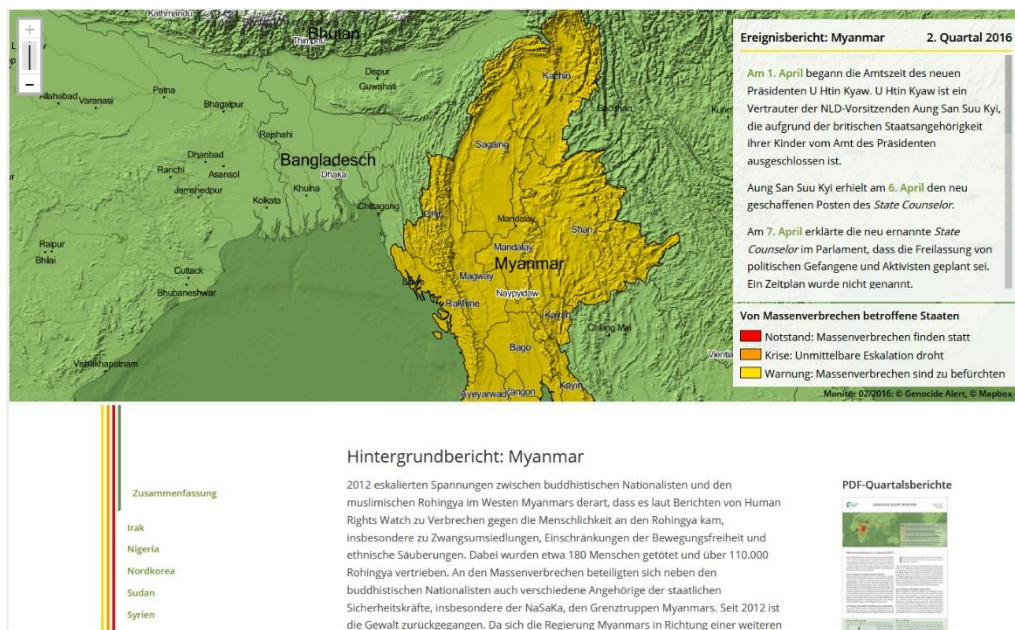 +
−
Kathmandu
Bhutan
Thimphu
Dispur
Guwahati
Allahabad
Varanasi
Patna
Bhagalpur
Rajshahi
Bangladesch
Dhaka
Dhanbad
Ranchi
Asansol
Jamshedpur
Khulna
Kolkata
Chittagong
Raipur
Bhilai
Cuttack
Bhubaneshwar
Vishakhapatnam
Kachin
Sagaing
Chin
Mandalay
Mandalay
Shan
Myanmar
Magway
Naypyidaw
Rakhine
Kayah
Bago
Chiang Mai
Kayin
Ayeyarwady
Yangon
Ereignisbericht: Myanmar 2. Quartal 2016
Am 1. April begann die Amtszeit des neuen
Präsidenten U Htin Kyaw. U Htin Kyaw ist ein
Vertrauter der NLD-Vorsitzenden Aung San Suu Kyi,
die aufgrund der britischen Staatsangehörigkeit
ihrer Kinder vom Amt des Präsidenten
ausgeschlossen ist.
Aung San Suu Kyi erhielt am 6. April den neu
geschaffenen Posten des State Counselor.
Am 7. April erklärte die neu ernannte State
Counselor im Parlament, dass die Freilassung von
politischen Gefangene und Aktivisten geplant sei.
Ein Zeitplan wurde nicht genannt.
Von Massenverbrechen betroffene Staaten
Notstand: Massenverbrechen finden statt
Krise: Unmittelbare Eskalation droht
Warnung: Massenverbrechen sind zu befürchten
Monitor 02/2016: © Genocide Alert, © Mapbox
Zusammenfassung
Irak
Nigeria
Nordkorea
Sudan
Syrien
Hintergrundbericht: Myanmar
2012 eskalierten Spannungen zwischen buddhistischen Nationalisten und den
muslimischen Rohingya im Westen Myanmars derart, dass es laut Berichten von Human
Rights Watch zu Verbrechen gegen die Menschlichkeit an den Rohingya kam,
insbesondere zu Zwangsumsiedlungen, Einschränkungen der Bewegungsfreiheit und
ethnische Säuberungen. Dabei wurden etwa 180 Menschen getötet und über 110.000
Rohingya vertrieben. An den Massenverbrechen beteiligten sich neben den
buddhistischen Nationalisten auch verschiedene Angehörige der staatlichen
Sicherheitskräfte, insbesondere der NaSaKa, den Grenztruppen Myanmars. Seit 2012 ist
die Gewalt zurückgegangen. Da sich die Regierung Myanmars in Richtung einer weiteren
PDF-Quartalsberichte